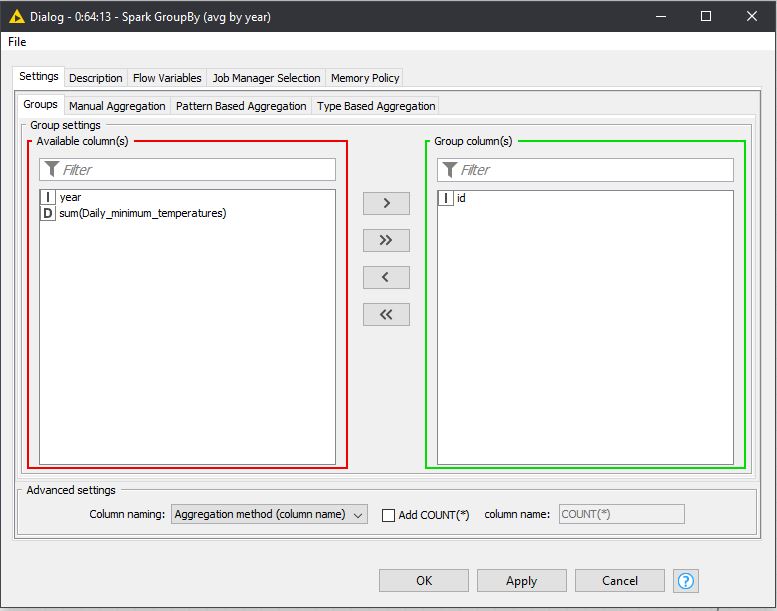 Dialog - 0:64:13 - Spark GroupBy (avg by year)
File
Settings Description Flow Variables Job Manager Selection Memory Policy
Groups Manual Aggregation Pattern Based Aggregation Type Based Aggregation
Group settings
Available column(s) Group column(s)
Filter Filter
I year I id
D sum(Daily_minimum_temperatures)
>
>>
<
<<
Advanced settings
Column naming: Aggregation method (column name) Add COUNT(*) column name: COUNT(*)
OK Apply Cancel ?